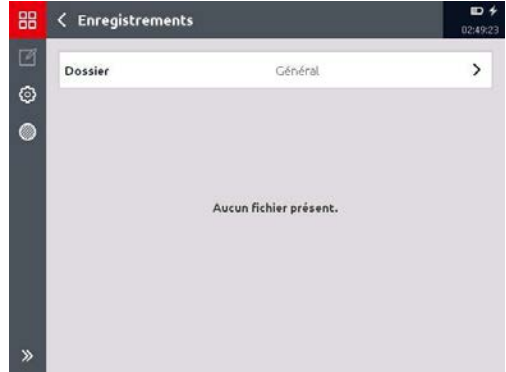 Enregistrements
02:49:23
Dossier Général
Aucun fichier présent.